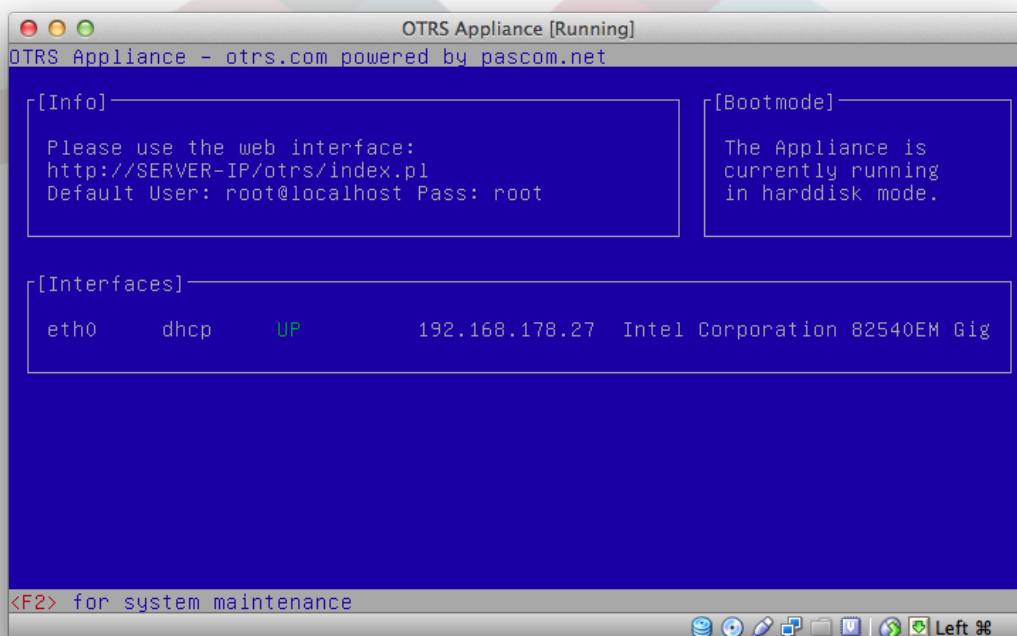 OTRS Appliance [Running]
OTRS Appliance - otrs.com powered by pascom.net
[Info]
Please use the web interface:
http://SERVER-IP/otrs/index.pl
Default User: root@localhost Pass: root
[Bootmode]
The Appliance is
currently running
in harddisk mode.
[Interfaces]
eth0 dhcp UP 192.168.178.27 Intel Corporation 82540EM Gig
<F2> for system maintenance
Left ⌘